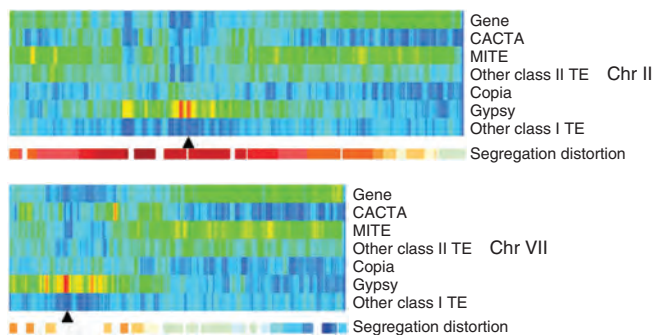 Gene
CACTA
MITE
Other class II TE Chr II
Copia
Gypsy
Other class I TE
Segregation distortion
Gene
CACTA
MITE
Other class II TE Chr VII
Copia
Gypsy
Other class I TE
Segregation distortion